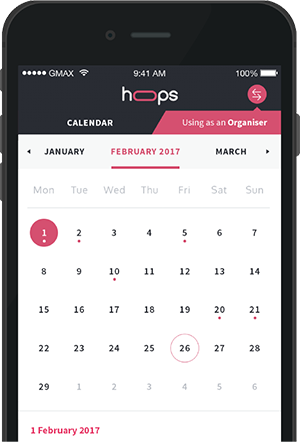 GMAX 9:41 AM 100%
hoops
CALENDAR Using as an Organiser
JANUARY FEBRUARY 2017 MARCH
Mon Tue Wed Thu Fri Sat Sun
1 2 3 4 5 6 7
8 9 10 11 12 13 14
15 16 17 18 19 20 21
22 23 24 25 26 27 28
29 1 2 3 4 5 6
1 February 2017